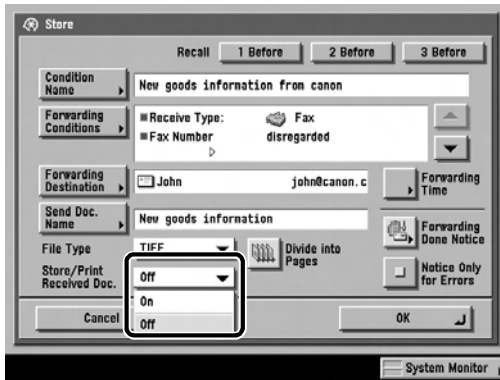 Store
Recall 1 Before 2 Before 3 Before
Condition
Name
New goods information from canon
Forwarding
Conditions
Receive Type: Fax
Fax Number disregarded
Forwarding
Destination
John john@canon.c
Forwarding
Time
Send Doc.
Name
New goods information
Forwarding
Done Notice
File Type TIFF
Divide into
Pages
Store/Print
Received Doc.
Off
On
Off
Notice Only
for Errors
Cancel
OK
System Monitor